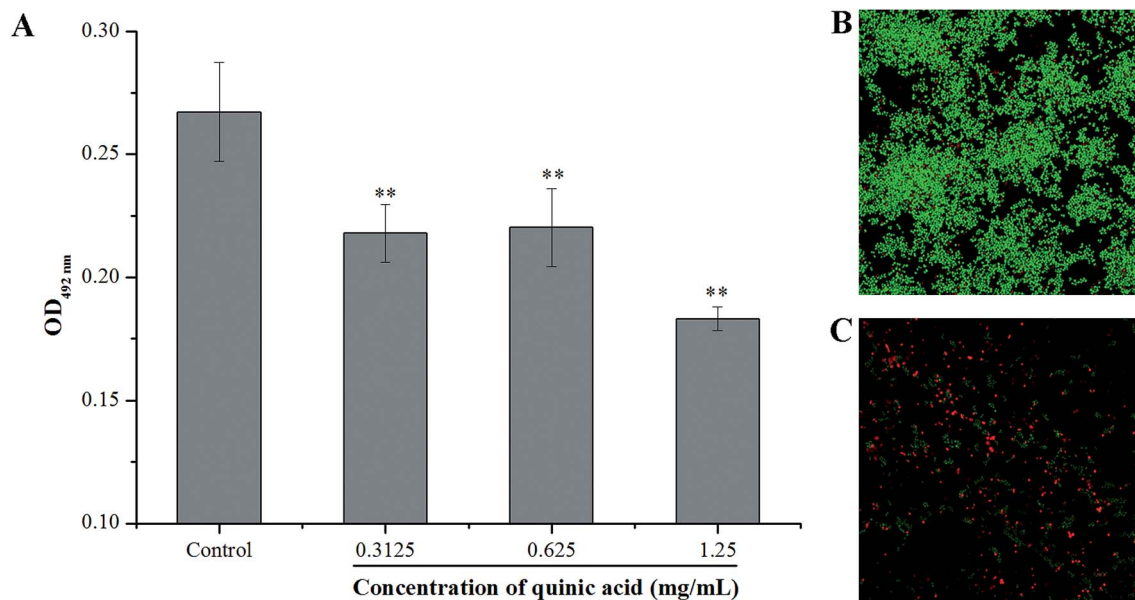 A
0.30
0.25
0.20
0.15
0.10
OD492 nm
**
**
**
Control
0.3125
0.625
1.25
Concentration of quinic acid (mg/mL)
B
C